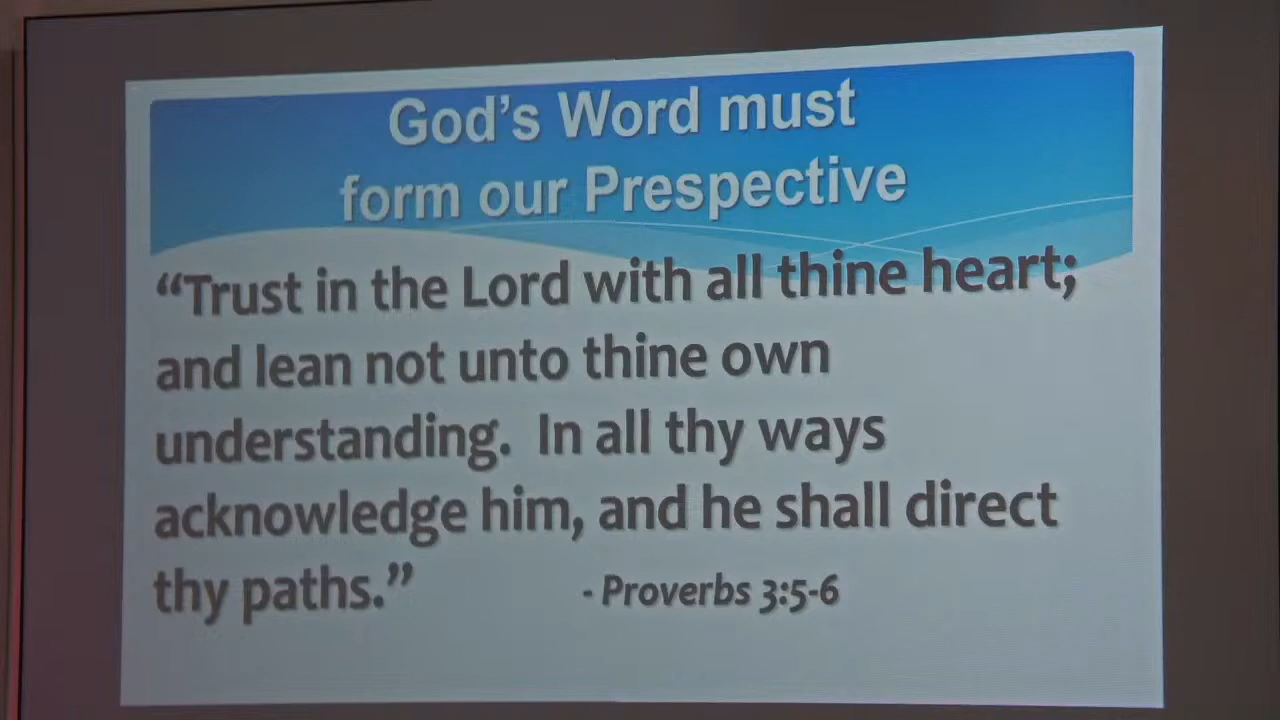 God's Word must
form our Prespective
“Trust in the Lord with all thine heart;
and lean not unto thine own
understanding.  In all thy ways
acknowledge him, and he shall direct
thy paths.” - Proverbs 3:5-6